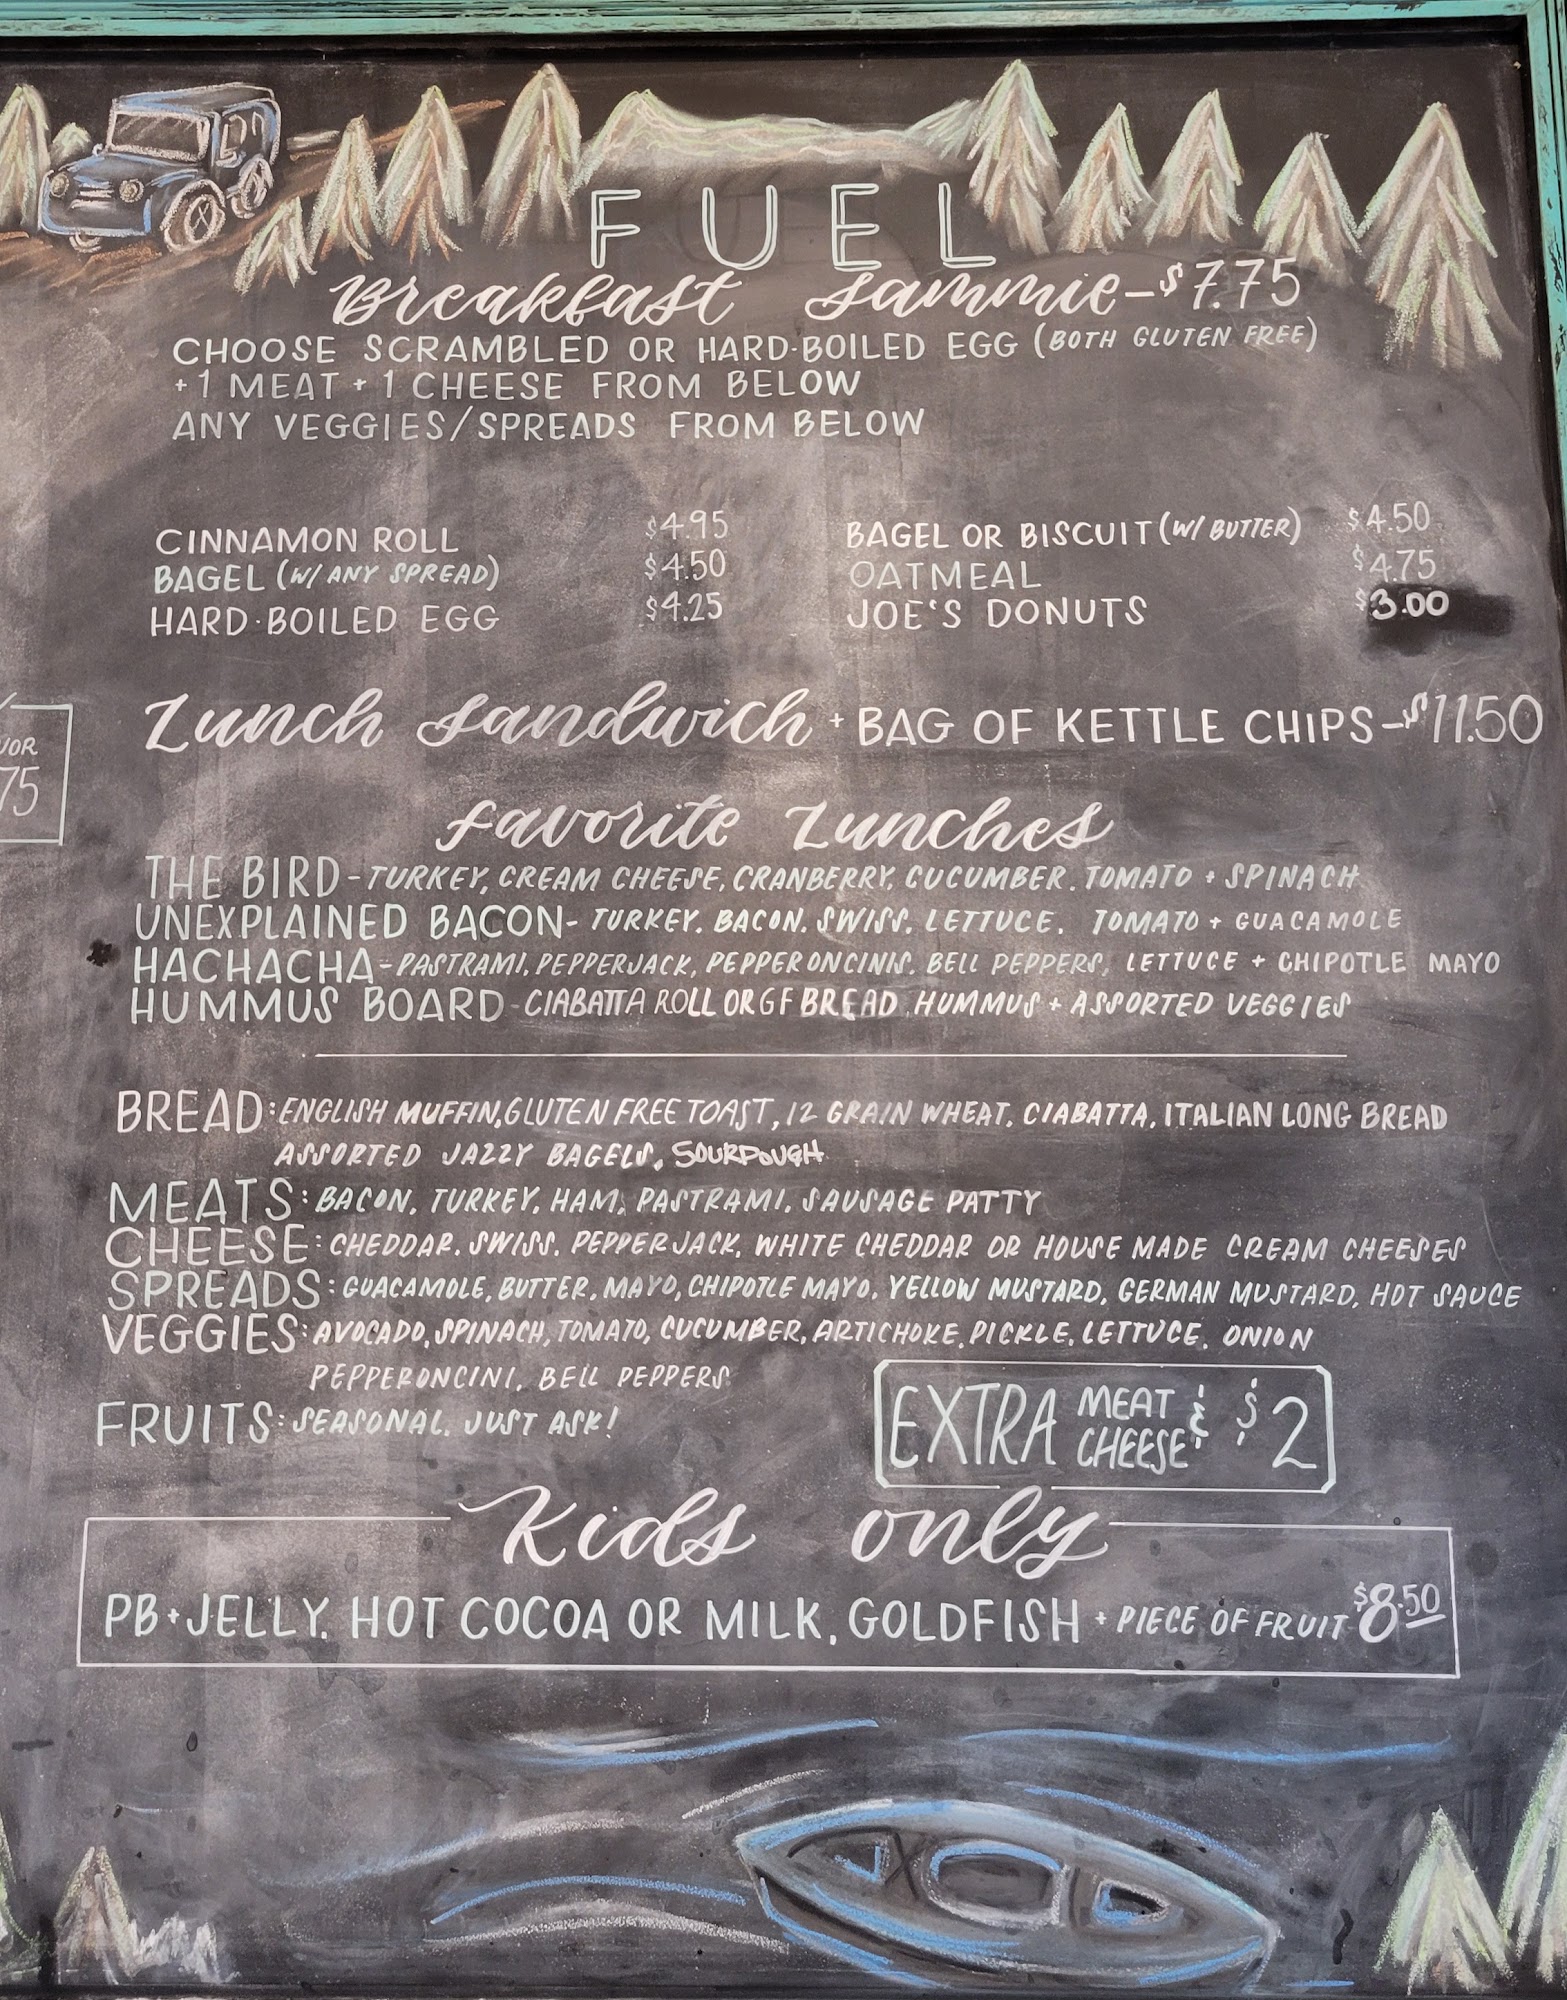 FUEL
Breakfast Sammie - $7.75
CHOOSE SCRAMBLED OR HARD-BOILED EGG (BOTH GLUTEN FREE)
+ 1 MEAT + 1 CHEESE FROM BELOW
ANY VEGGIES/SPREADS FROM BELOW
CINNAMON ROLL $4.95
BAGEL (W/ ANY SPREAD) $4.50
HARD-BOILED EGG $4.25
BAGEL OR BISCUIT (W/ BUTTER) $4.50
OATMEAL $4.75
JOE'S DONUTS $3.00
Lunch Sandwich + BAG OF KETTLE CHIPS - $11.50
75
Favorite Lunches
THE BIRD - TURKEY, CREAM CHEESE, CRANBERRY, CUCUMBER, TOMATO + SPINACH
UNEXPLAINED BACON - TURKEY, BACON, SWISS, LETTUCE, TOMATO + GUACAMOLE
HACHACHA - PASTRAMI, PEPPERJACK, PEPPERONCINIS, BELL PEPPERS, LETTUCE + CHIPOTLE MAYO
HUMMUS BOARD - CIABATTA ROLL OR GF BREAD, HUMMUS + ASSORTED VEGGIES
BREAD: ENGLISH MUFFIN, GLUTEN FREE TOAST, 12 GRAIN WHEAT, CIABATTA, ITALIAN LONG BREAD
ASSORTED JAZZY BAGELS, SOURDOUGH
MEATS: BACON, TURKEY, HAM, PASTRAMI, SAUSAGE PATTY
CHEESE: CHEDDAR, SWISS, PEPPERJACK, WHITE CHEDDAR OR HOUSE MADE CREAM CHEESES
SPREADS: GUACAMOLE, BUTTER, MAYO, CHIPOTLE MAYO, YELLOW MUSTARD, GERMAN MUSTARD, HOT SAUCE
VEGGIES: AVOCADO, SPINACH, TOMATO, CUCUMBER, ARTICHOKE, PICKLE, LETTUCE, ONION
PEPPERONCINI, BELL PEPPERS
FRUITS: SEASONAL, JUST ASK!
EXTRA MEAT & CHEESE $2
Kids only
PB + JELLY, HOT COCOA OR MILK, GOLDFISH + PIECE OF FRUIT $8.50